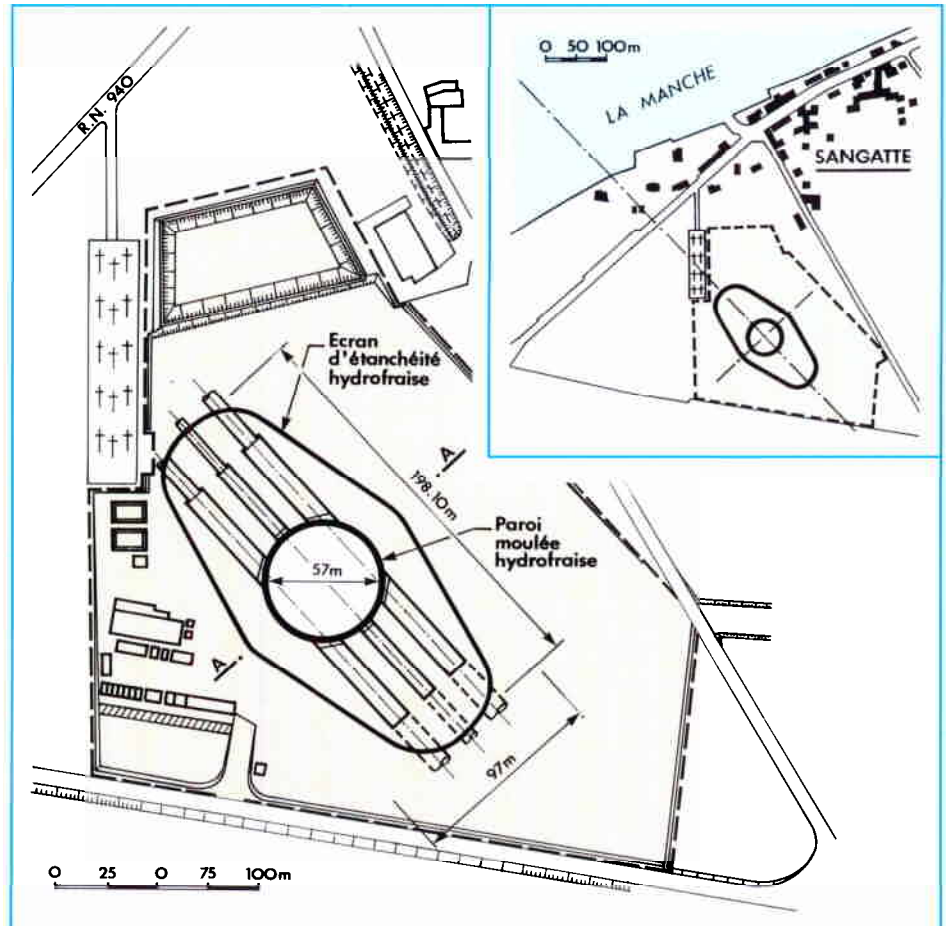 R.N. 940
Ecran
d'étanchéité
hydrofraise
A
198.10m
Paroi
moulée
hydrofraise
57m
A
97m
0 25 0 75 100m
0 50 100m
LA MANCHE
SANGATTE